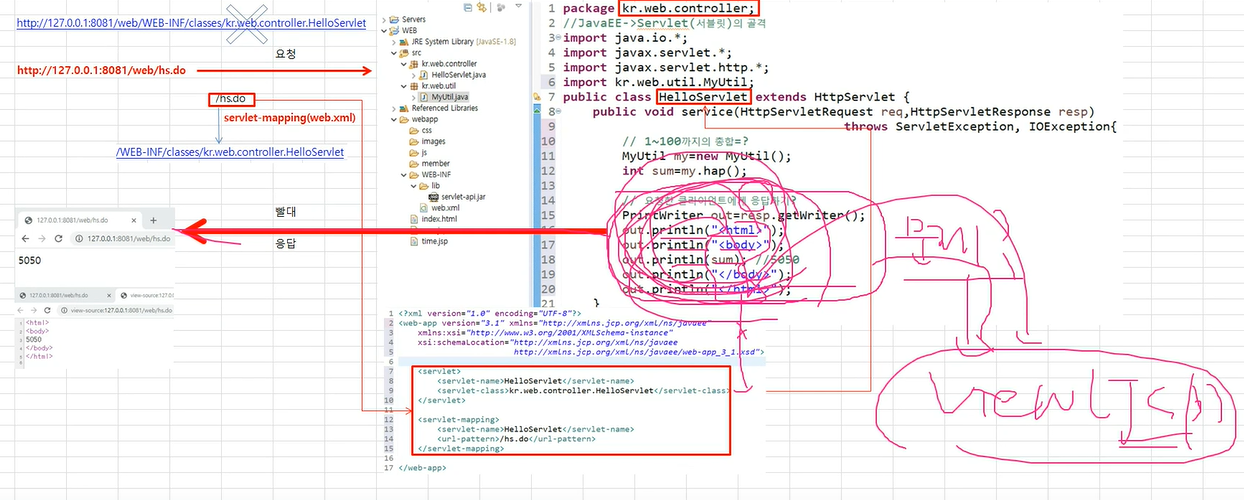 http://127.0.0.1:8081/web/WEB-INF/classes/kr.web.controller.HelloServlet
요청
http://127.0.0.1:8081/web/hs.do
/hs.do
servlet-mapping(web.xml)
/WEB-INF/classes/kr.web.controller.HelloServlet
빨대
응답
127.0.0.1:8081/web/hs.do
127.0.0.1:8081/web/hs.do
5050
127.0.0.1:8081/web/hs.do
view-source:127.0.0.1:81
view-source:127.0.0.1:8081/web/hs.do
1 <html>
2 <body>
3 5050
4 </body>
5 </html>
6
Servers
WEB
JRE System Library [JavaSE-1.8]
src
kr.web.controller
HelloServlet.java
kr.web.util
MyUtil.java
Referenced Libraries
webapp
css
images
js
member
WEB-INF
lib
servlet-api.jar
web.xml
index.html
time.jsp
1 package kr.web.controller;
2 //JavaEE->Servlet(서블릿)의 골격
3 import java.io.*;
4 import javax.servlet.*;
5 import javax.servlet.http.*;
6 import kr.web.util.MyUtil;
7 public class HelloServlet extends HttpServlet {
8 public void service(HttpServletRequest req,HttpServletResponse resp)
9 throws ServletException, IOException{
10 // 1~100까지의 총합=?
11 MyUtil my=new MyUtil();
12 int sum=my.hap();
13
14 // 요청한 클라이언트에게 응답하기?
15 PrintWriter out=resp.getWriter();
16 out.println("<html>");
17 out.println("<body>");
18 out.println(sum); //5050
19 out.println("</body>");
20 out.println("</html>");
21 }
1 <?xml version="1.0" encoding="UTF-8"?>
2 <web-app version="3.1" xmlns="http://xmlns.jcp.org/xml/ns/javaee"
3 xmlns:xsi="http://www.w3.org/2001/XMLSchema-instance"
4 xsi:schemaLocation="http://xmlns.jcp.org/xml/ns/javaee
5 http://xmlns.jcp.org/xml/ns/javaee/web-app_3_1.xsd">
6
7 <servlet>
8 <servlet-name>HelloServlet</servlet-name>
9 <servlet-class>kr.web.controller.HelloServlet</servlet-class>
10 </servlet>
11
12 <servlet-mapping>
13 <servlet-name>HelloServlet</servlet-name>
14 <url-pattern>/hs.do</url-pattern>
15 </servlet-mapping>
16
17 </web-app>
View(JSP)